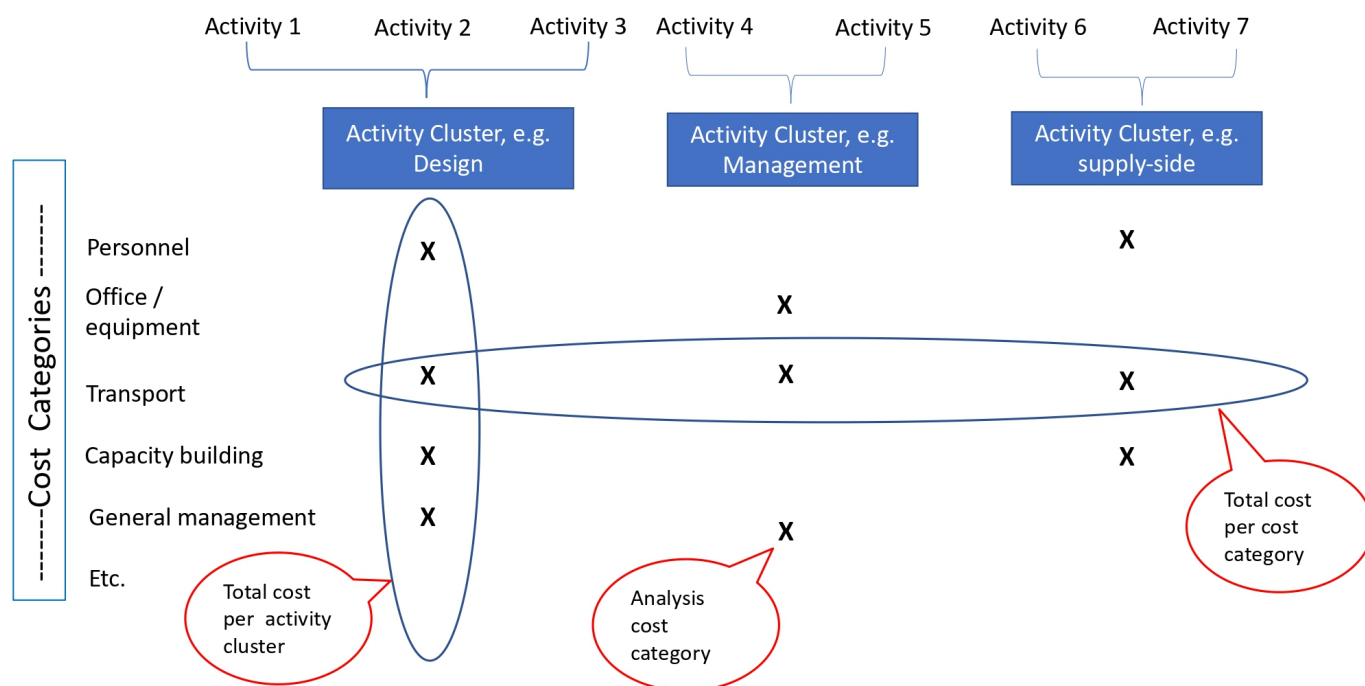 Activity 1
Activity 2
Activity 3
Activity 4
Activity 5
Activity 6
Activity 7
Activity Cluster, e.g.
Design
Activity Cluster, e.g.
Management
Activity Cluster, e.g.
supply-side
-------Cost Categories -------
Personnel
X
X
Office /
equipment
X
Transport
X
X
X
Capacity building
X
X
General management
X
X
Etc.
Total cost
per activity
cluster
Analysis
cost
category
Total cost
per cost
category